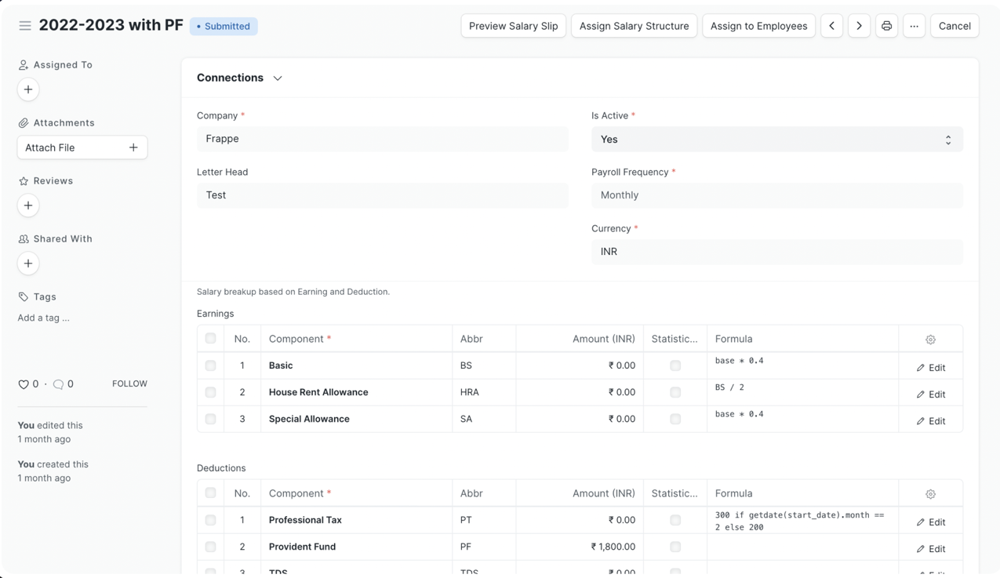 2022-2023 with PF
• Submitted
Preview Salary Slip
Assign Salary Structure
Assign to Employees
...
Cancel
Assigned To
Attachments
Attach File
Reviews
Shared With
Tags
Add a tag ...
0 · 0
FOLLOW
You edited this
1 month ago
You created this
1 month ago
Connections
Company *
Frappe
Is Active *
Yes
Letter Head
Test
Payroll Frequency *
Monthly
Currency *
INR
Salary breakup based on Earning and Deduction.
Earnings
No. Component * Abbr Amount (INR) Statistic... Formula
1 Basic BS ₹ 0.00 base * 0.4 Edit
2 House Rent Allowance HRA ₹ 0.00 BS / 2 Edit
3 Special Allowance SA ₹ 0.00 base * 0.4 Edit
Deductions
No. Component * Abbr Amount (INR) Statistic... Formula
1 Professional Tax PT ₹ 0.00 300 if getdate(start_date).month ==
2 else 200 Edit
2 Provident Fund PF ₹ 1,800.00 Edit
3 TDS TDS ₹ 0.00 Edit